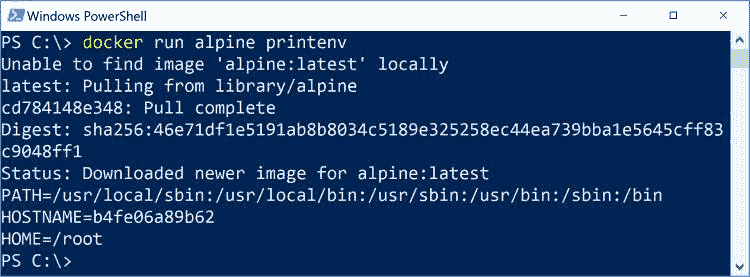 Windows PowerShell
PS C:\> docker run alpine printenv
Unable to find image 'alpine:latest' locally
latest: Pulling from library/alpine
cd784148e348: Pull complete
Digest: sha256:46e71df1e5191ab8b8034c5189e325258ec44ea739bba1e5645cff83
c9048ff1
Status: Downloaded newer image for alpine:latest
PATH=/usr/local/sbin:/usr/local/bin:/usr/sbin:/usr/bin:/sbin:/bin
HOSTNAME=b4fe06a89b62
HOME=/root
PS C:\>